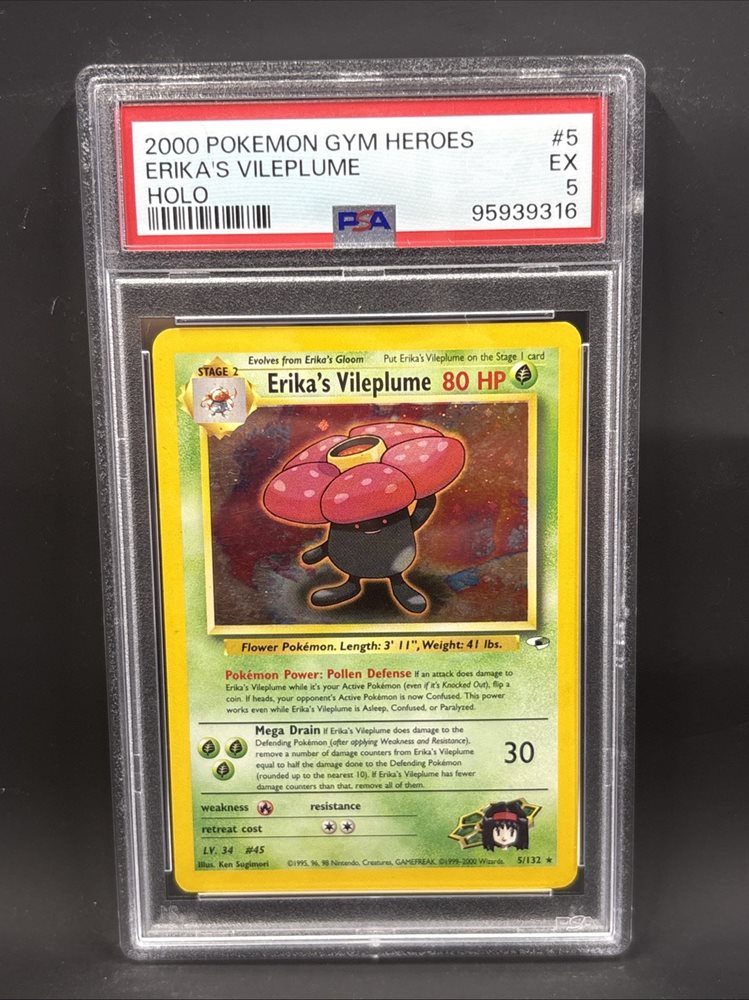 2000 POKEMON GYM HEROES #5
ERIKA'S VILEPLUME EX
HOLO 5
PSA 95939316
Evolves from Erika's Gloom Put Erika's Vileplume on the Stage 1 card
STAGE 2
Erika's Vileplume 80 HP
Flower Pokémon. Length: 3' 11", Weight: 41 lbs.
Pokémon Power: Pollen Defense If an attack does damage to
Erika's Vileplume while it's your Active Pokémon (even if it's Knocked Out), flip a
coin. If heads, your opponent's Active Pokémon is now Confused. This power
works even while Erika's Vileplume is Asleep, Confused, or Paralyzed.
Mega Drain If Erika's Vileplume does damage to the
Defending Pokémon (after applying Weakness and Resistance),
remove a number of damage counters from Erika's Vileplume
equal to half the damage done to the Defending Pokémon
(rounded up to the nearest 10). If Erika's Vileplume has fewer
damage counters than that, remove all of them.
30
weakness resistance
retreat cost
LV. 34 #45
Illus. Ken Sugimori ©1995, 96, 98 Nintendo, Creatures, GAMEFREAK. ©1999-2000 Wizards. 5/132 ★